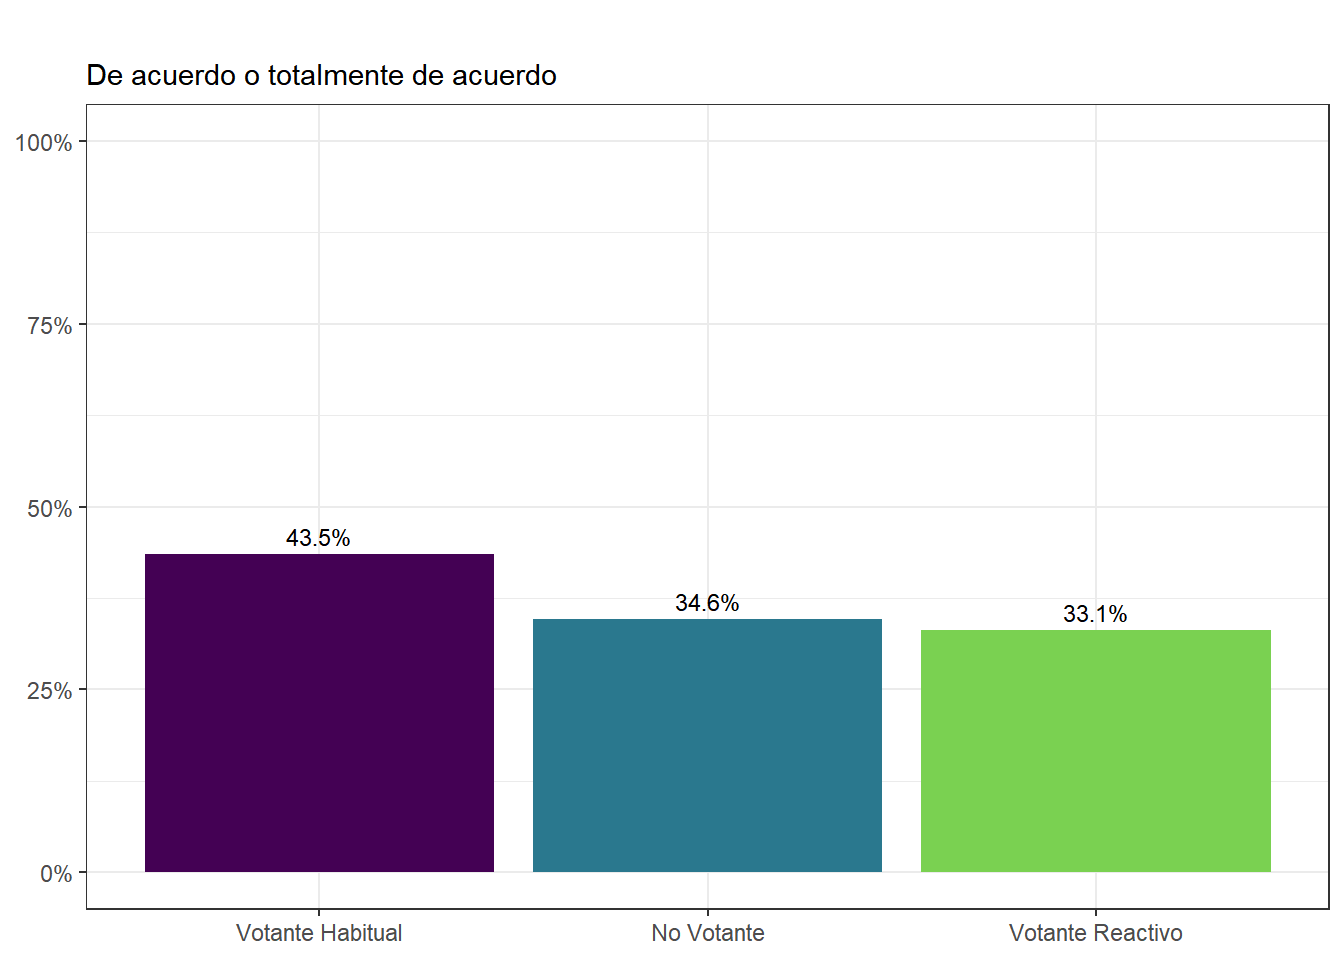 De acuerdo o totalmente de acuerdo
100%
75%
50%
25%
0%
43.5%
34.6%
33.1%
Votante Habitual
No Votante
Votante Reactivo